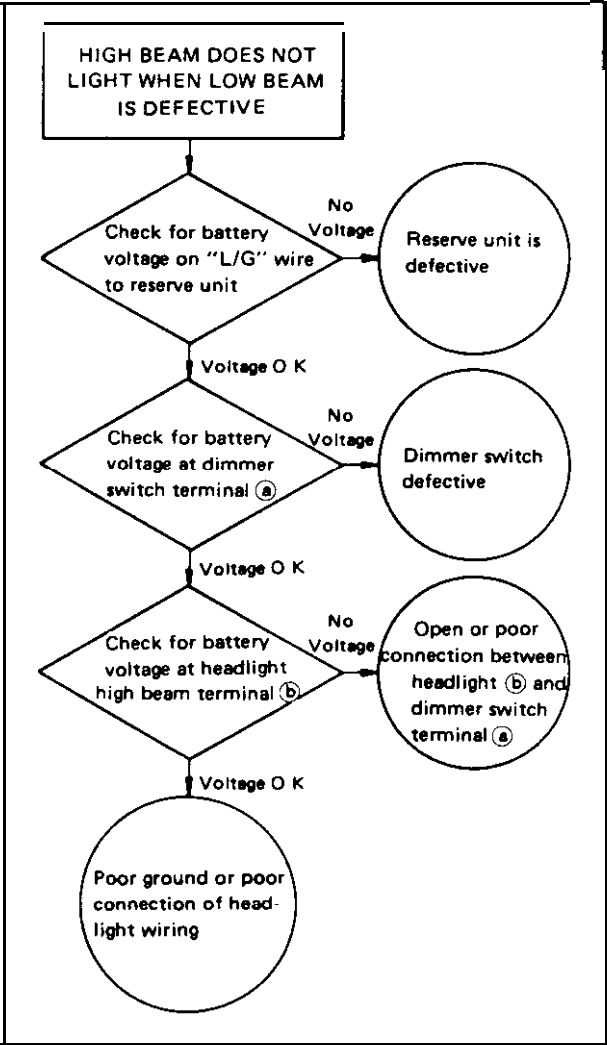 HIGH BEAM DOES NOT
LIGHT WHEN LOW BEAM
IS DEFECTIVE
Check for battery
voltage on "L/G" wire
to reserve unit
No
Voltage
Reserve unit is
defective
Voltage O K
Check for battery
voltage at dimmer
switch terminal ⓐ
No
Voltage
Dimmer switch
defective
Voltage O K
Check for battery
voltage at headlight
high beam terminal ⓑ
No
Voltage
Open or poor
connection between
headlight ⓑ and
dimmer switch
terminal ⓐ
Voltage O K
Poor ground or poor
connection of head-
light wiring